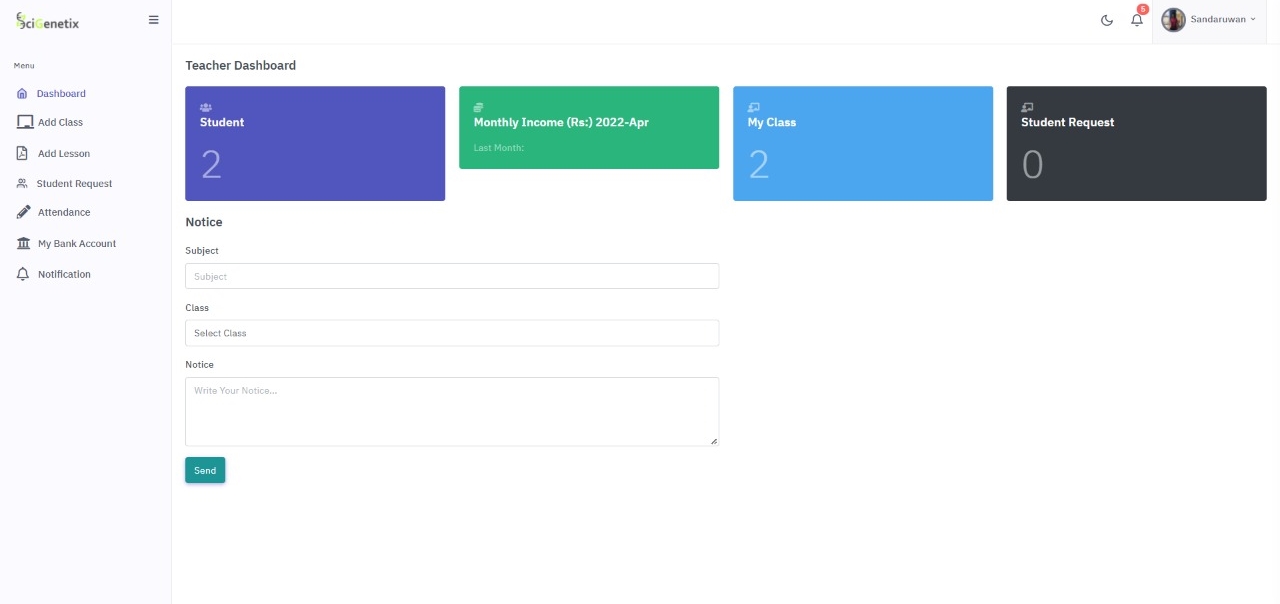 SciGenetix
5
Sandaruwan
Menu
Dashboard
Add Class
Add Lesson
Student Request
Attendance
My Bank Account
Notification
Teacher Dashboard
Student
2
Monthly Income (Rs:) 2022-Apr
Last Month:
My Class
2
Student Request
0
Notice
Subject
Subject
Class
Select Class
Notice
Write Your Notice...
Send